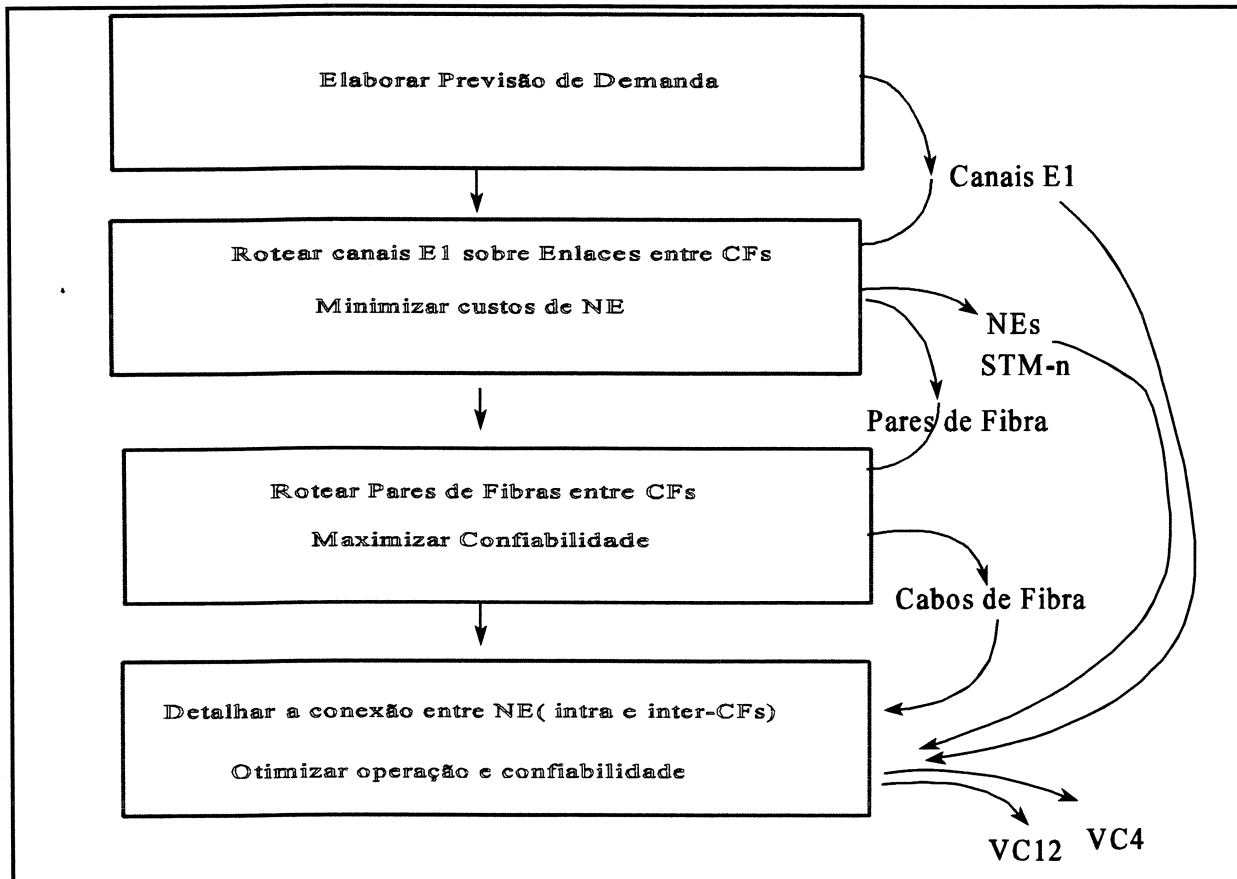 Elaborar Previsão de Demanda
Canais E1
Rotear canais E1 sobre Enlaces entre CFs
Minimizar custos de NE
NEs
STM-n
Pares de Fibra
Rotear Pares de Fibras entre CFs
Maximizar Confiabilidade
Cabos de Fibra
Detalhar a conexão entre NE( intra e inter-CFs)
Otimizar operação e confiabilidade
VC12
VC4